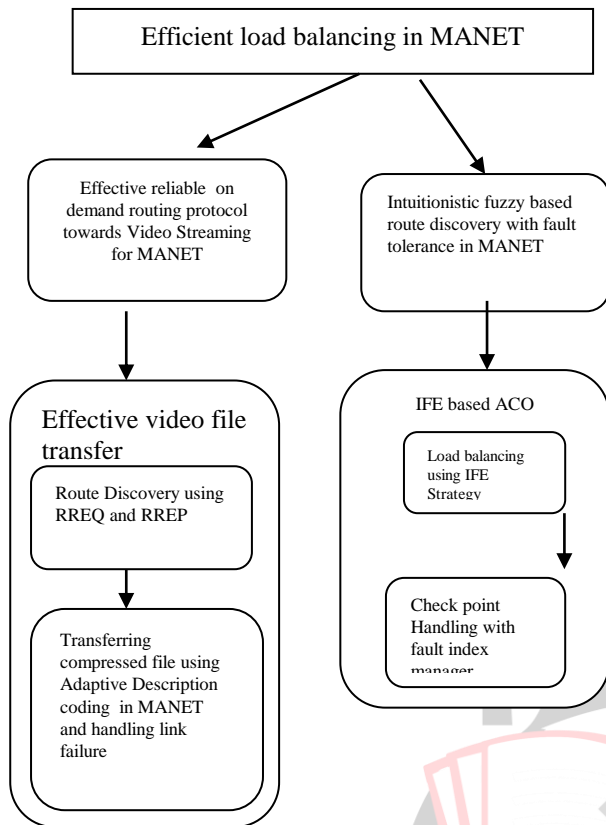 Efficient load balancing in MANET
Effective reliable on
demand routing protocol
towards Video Streaming
for MANET
Intuitionistic fuzzy based
route discovery with fault
tolerance in MANET
Effective video file
transfer
Route Discovery using
RREQ and RREP
Transferring
compressed file using
Adaptive Description
coding in MANET
and handling link
failure
IFE based ACO
Load balancing
using IFE
Strategy
Check point
Handling with
fault index
manager